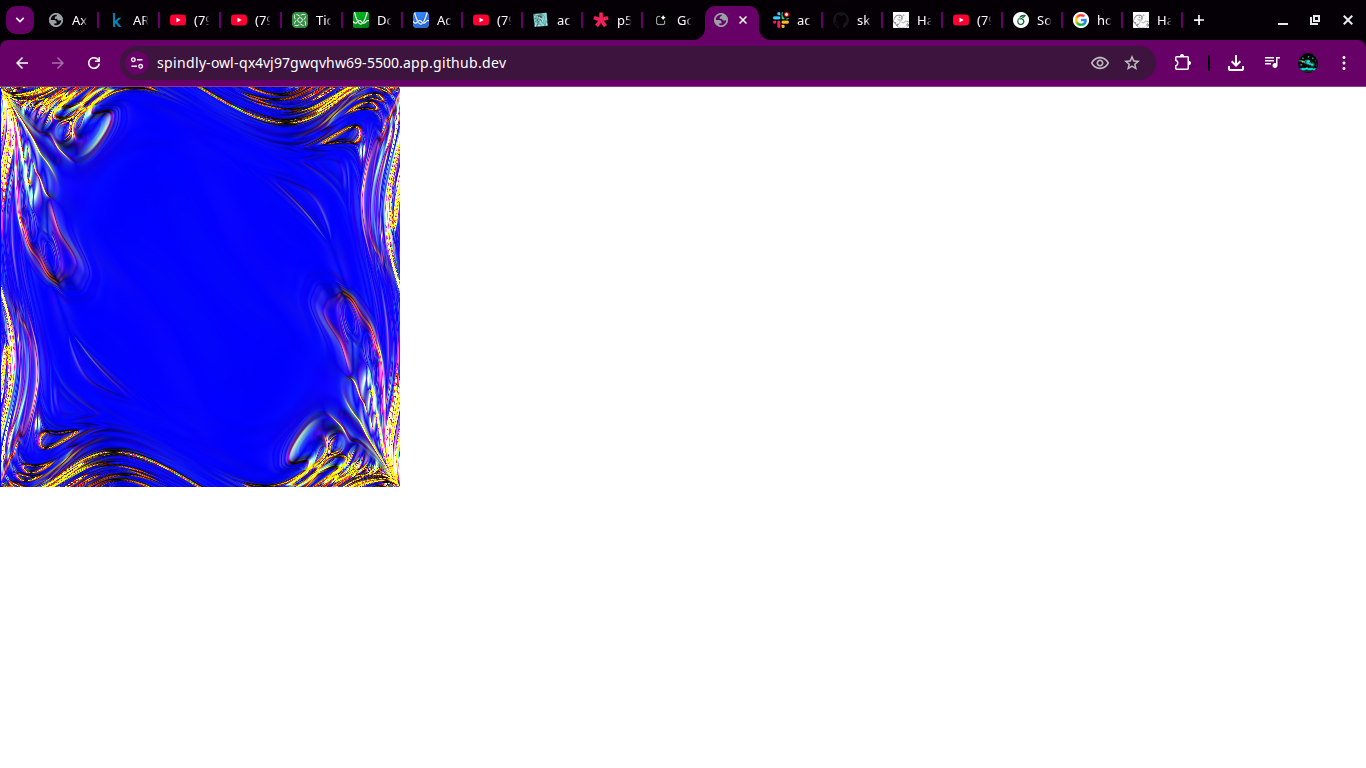 Ax
AR
(79
(79
Tic
Do
Ac
(79
ac
p5
Go
ac
sk
Ha
(79
So
ho
Ha
spindly-owl-qx4vj97gwqvhw69-5500.app.github.dev